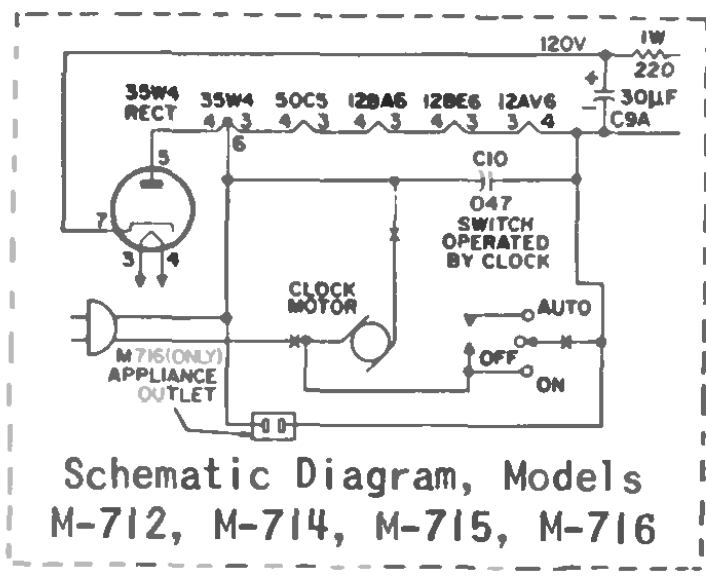 120V
1W
220
+
30µF
C9A
35W4
RECT
35W4 50C5 12BA6 12BE6 12AV6
4 3 4 3 4 3 4 3 3 4
6
5
7
3 4
C10
047
SWITCH
OPERATED
BY CLOCK
CLOCK
MOTOR
AUTO
OFF
ON
M716(ONLY)
APPLIANCE
OUTLET
Schematic Diagram, Models
M-712, M-714, M-715, M-716